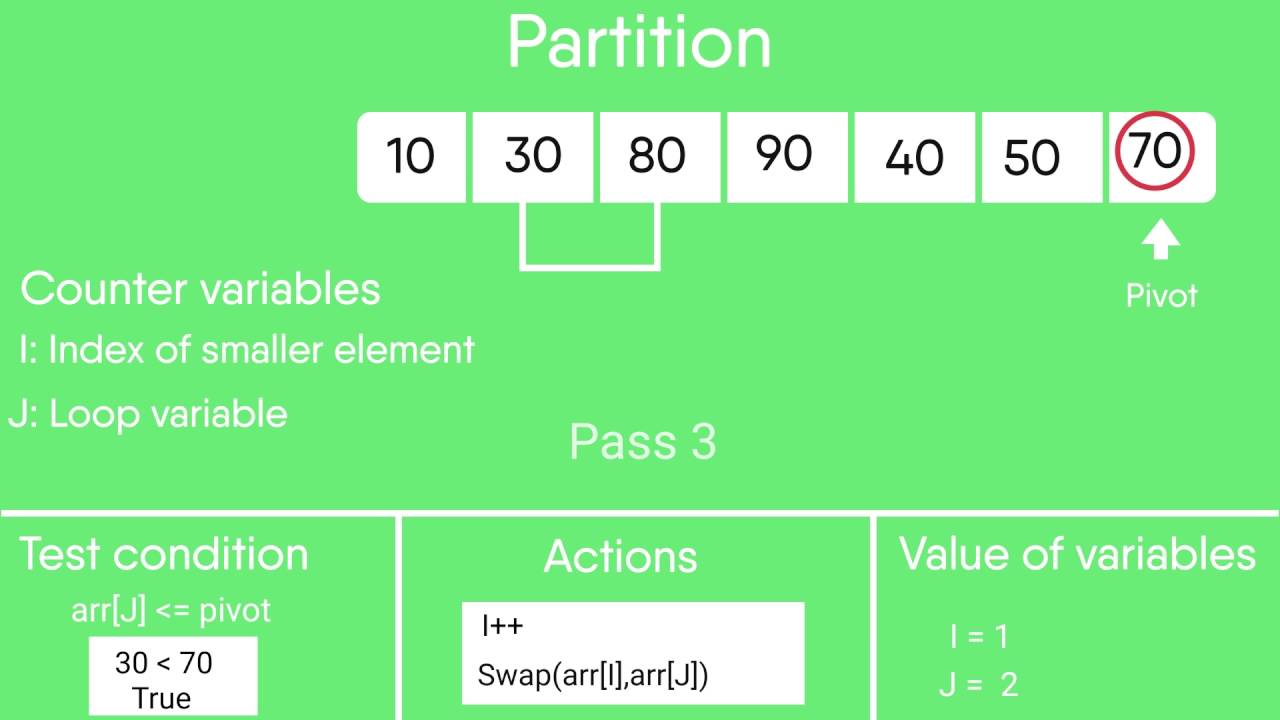 Partition
10 30 80 90 40 50 70
Pivot
Counter variables
I: Index of smaller element
J: Loop variable
Pass 3
Test condition
arr[J] <= pivot
30 < 70
True
Actions
I++
Swap(arr[I],arr[J])
Value of variables
I = 1
J = 2